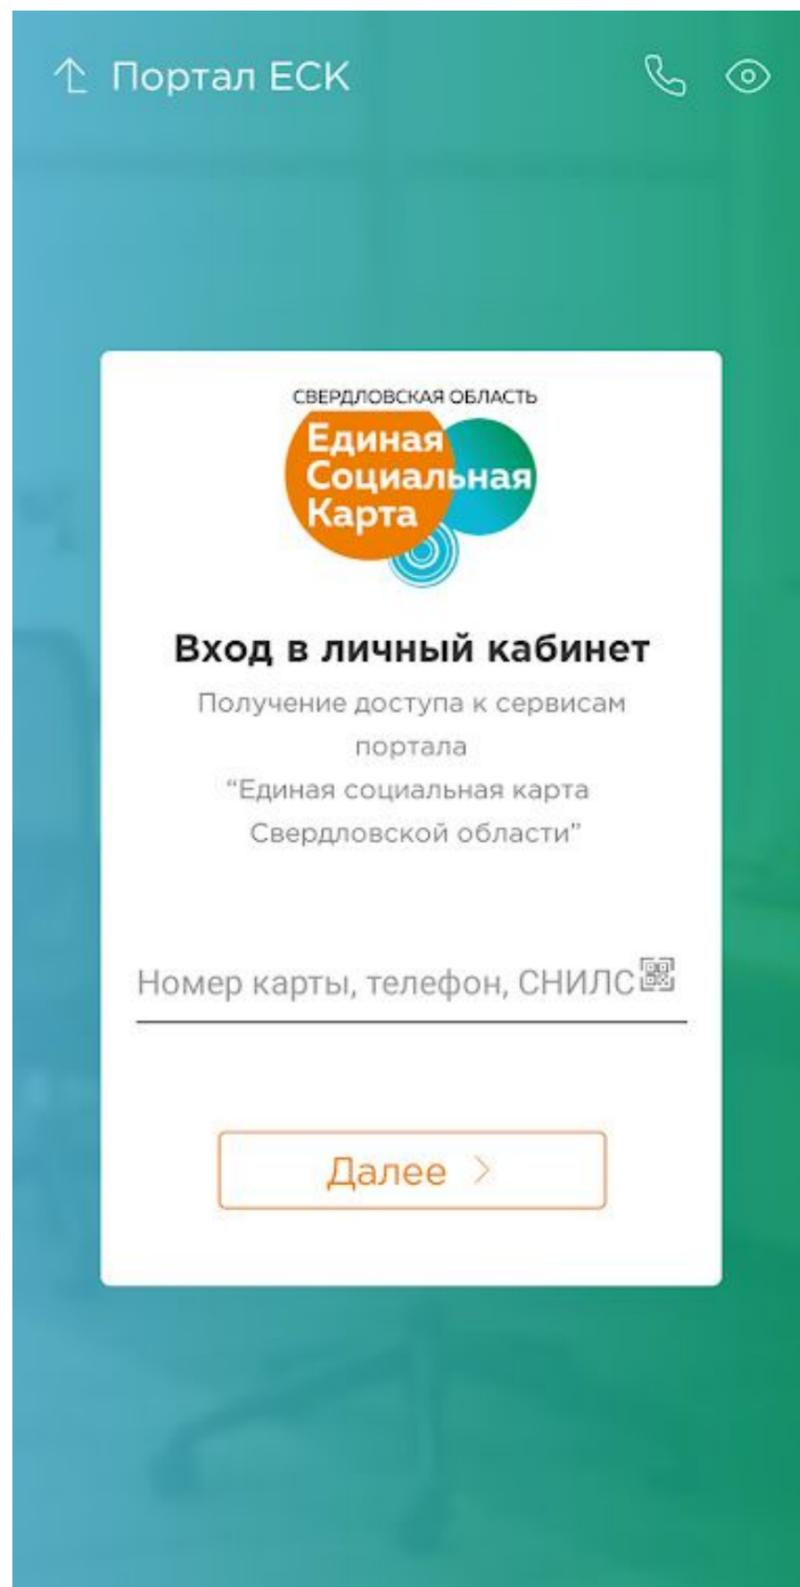 Портал ЕСК
СВЕРДЛОВСКАЯ ОБЛАСТЬ
Единая
Социальная
Карта
Вход в личный кабинет
Получение доступа к сервисам
портала
“Единая социальная карта
Свердловской области”
Номер карты, телефон, СНИЛС
Далее